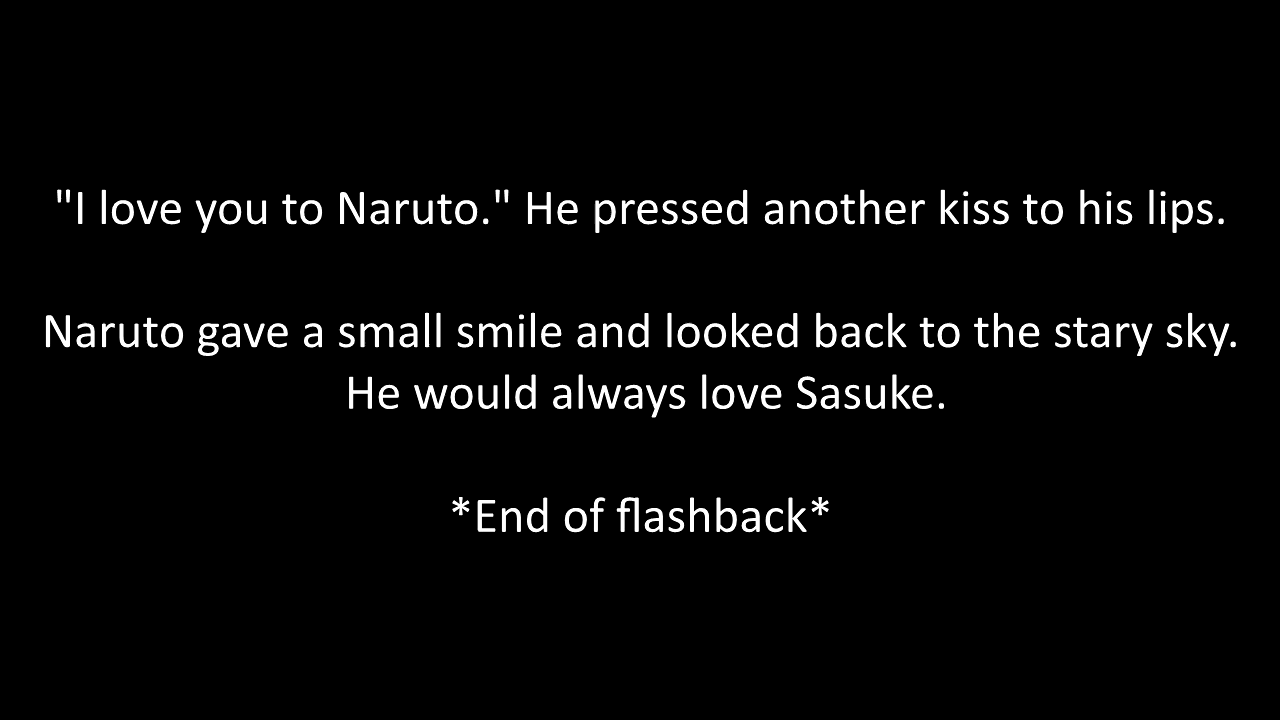 "I love you to Naruto." He pressed another kiss to his lips.
Naruto gave a small smile and looked back to the stary sky.
He would always love Sasuke.
*End of flashback*